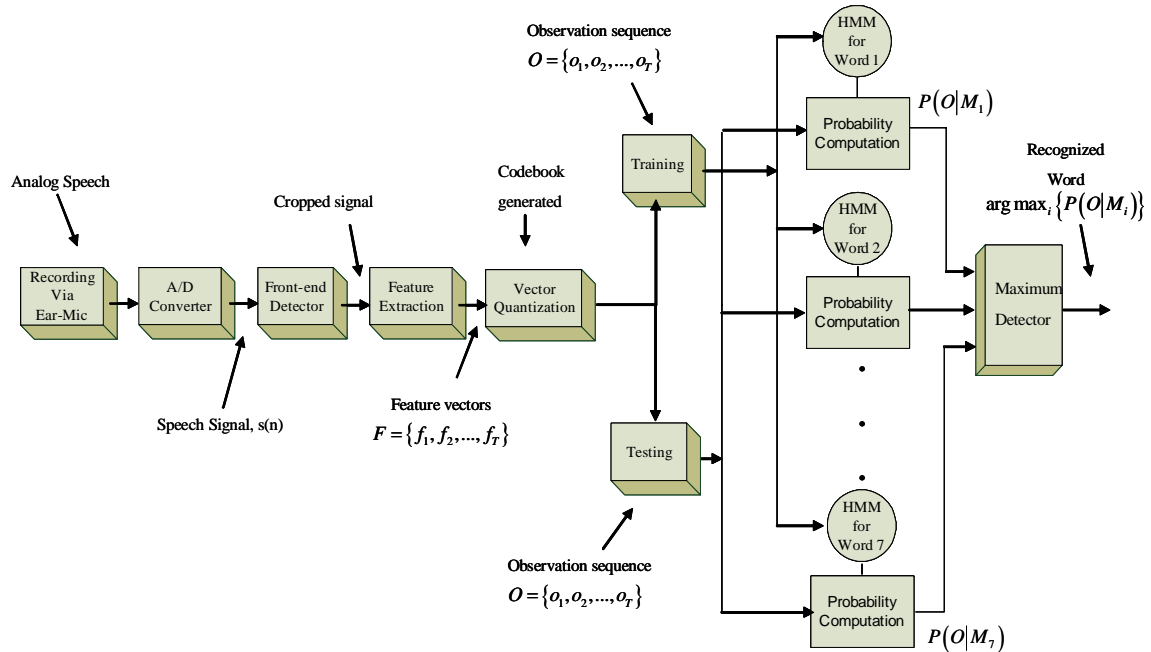 Analog Speech
Recording
Via
Ear-Mic
A/D
Converter
Speech Signal, s(n)
Front-end
Detector
Cropped signal
Feature
Extraction
Feature vectors
F = {f₁, f₂, ..., f_T}
Codebook
generated
Vector
Quantization
Observation sequence
O = {o₁, o₂, ..., o_T}
Training
Testing
Observation sequence
O = {o₁, o₂, ..., o_T}
HMM
for
Word 1
Probability
Computation
P(O|M₁)
HMM
for
Word 2
Probability
Computation
HMM
for
Word 7
Probability
Computation
P(O|M₇)
Maximum
Detector
Recognized
Word
arg maxᵢ {P(O|Mᵢ)}